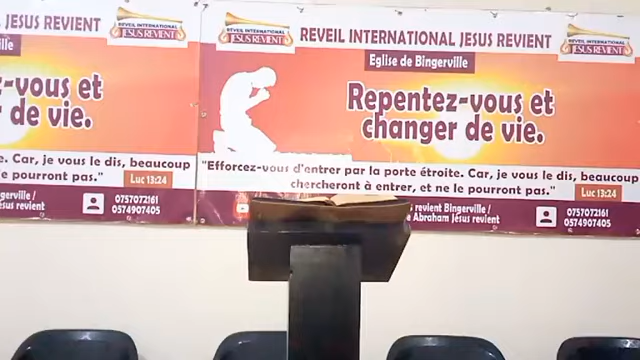 JESUS REVIENT
REVEIL INTERNATIONAL
JESUS REVIENT
ille
z-vous et
r de vie.
e. Car, je vous le dis, beaucoup
e pourront pas."
Luc 13:24
ngerville /
sus revient
0757072161
0574907405
REVEIL INTERNATIONAL
JESUS REVIENT
REVEIL INTERNATIONAL JESUS REVIENT
Eglise de Bingerville
REVEIL INTERNATIONAL
JESUS REVIENT
Repentez-vous et
changer de vie.
"Efforcez-vous d'entrer par la porte étroite. Car, je vous le dis, beaucoup
chercheront à entrer, et ne le pourront pas."
Luc 13:24
s revient Bingerville /
e Abraham Jésus revient
0757072161
0574907405